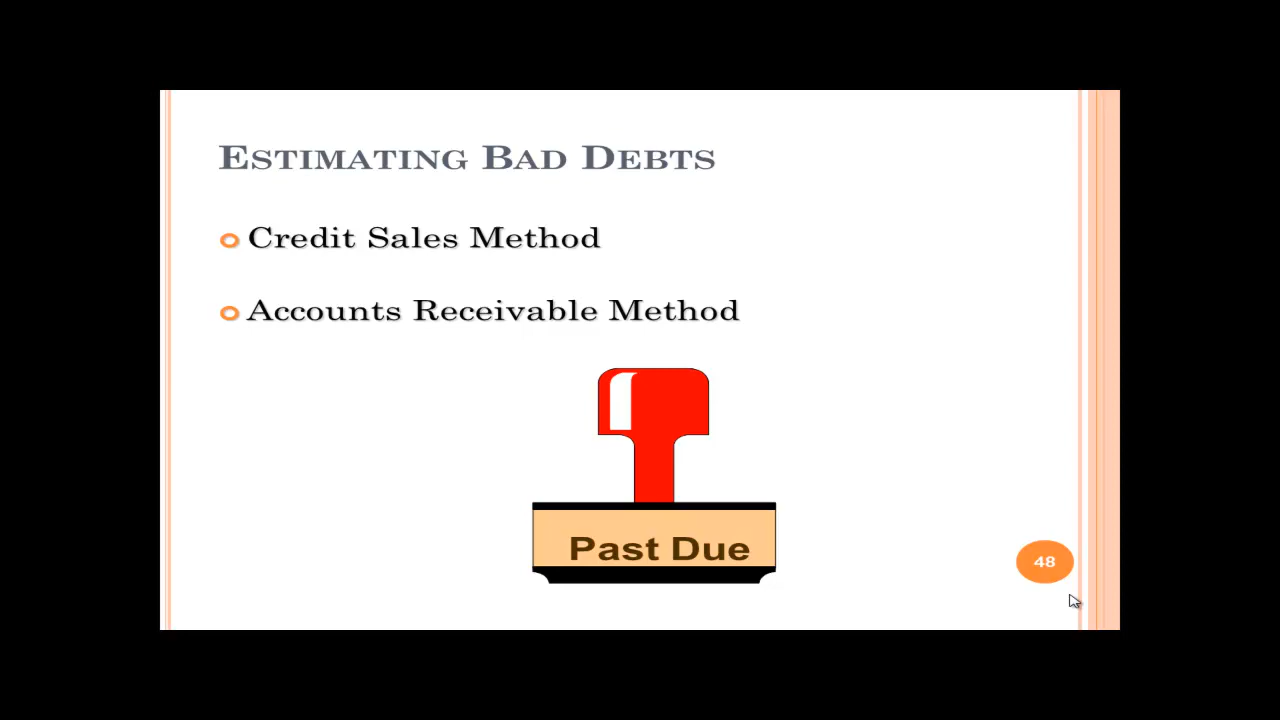 Estimating Bad Debts
Credit Sales Method
Accounts Receivable Method
Past Due
48